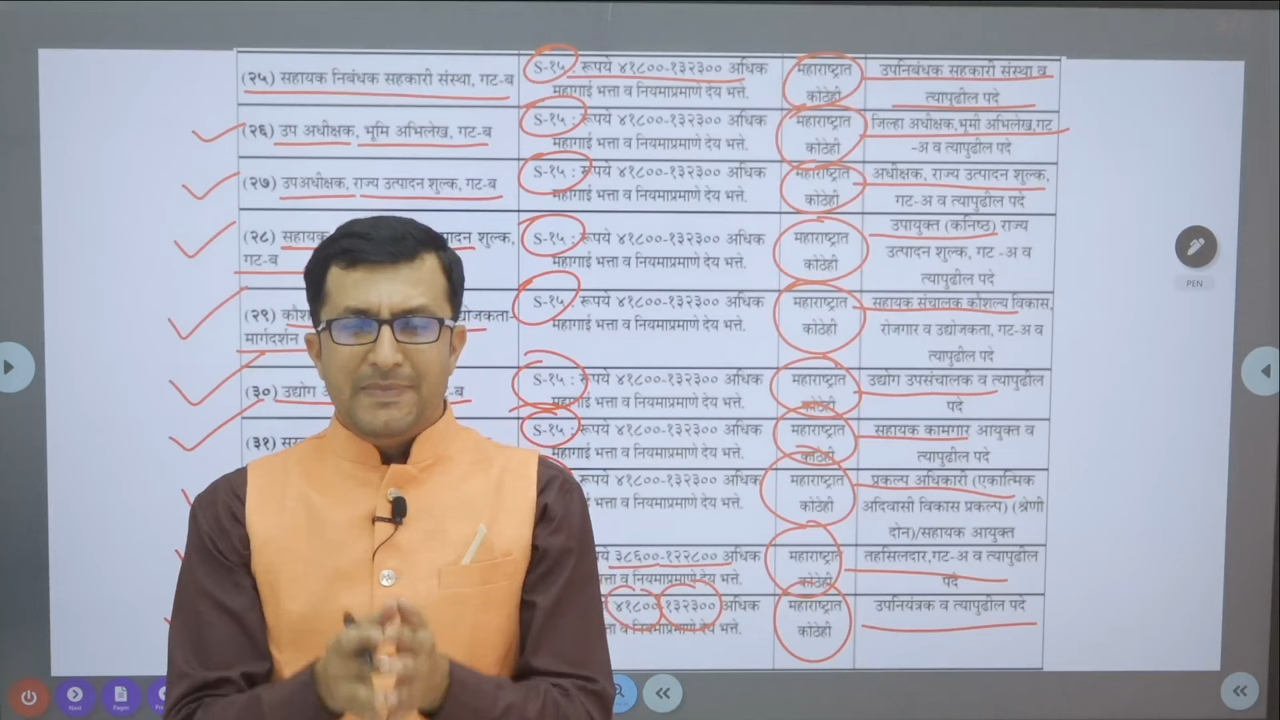 (२५) सहायक निबंधक सहकारी संस्था, गट-ब
S-१५ : रूपये ४१८००-१३२३०० अधिक
महागाई भत्ता व नियमाप्रमाणे देय भत्ते.
महाराष्ट्रात
कोठेही
उपनिबंधक सहकारी संस्था व
त्यापुढील पदे
(२६) उप अधीक्षक, भूमि अभिलेख, गट-ब
S-१५ : रूपये ४१८००-१३२३०० अधिक
महागाई भत्ता व नियमाप्रमाणे देय भत्ते.
महाराष्ट्रात
कोठेही
जिल्हा अधीक्षक,भूमी अभिलेख,गट
-अ व त्यापुढील पदे
(२७) उपअधीक्षक, राज्य उत्पादन शुल्क, गट-ब
S-१५ : रूपये ४१८००-१३२३०० अधिक
महागाई भत्ता व नियमाप्रमाणे देय भत्ते.
महाराष्ट्रात
कोठेही
अधीक्षक, राज्य उत्पादन शुल्क,
गट-अ व त्यापुढील पदे
(२८) सहायक शुल्क,
गट-ब
S-१५ : रूपये ४१८००-१३२३०० अधिक
महागाई भत्ता व नियमाप्रमाणे देय भत्ते.
महाराष्ट्रात
कोठेही
उपायुक्त (कनिष्ठ) राज्य
उत्पादन शुल्क, गट -अ व
त्यापुढील पदे
(२९)
मार्गदर्शन
S-१५ : रूपये ४१८००-१३२३०० अधिक
महागाई भत्ता व नियमाप्रमाणे देय भत्ते.
महाराष्ट्रात
कोठेही
सहायक संचालक कौशल्य विकास,
रोजगार व उद्योजकता, गट-अ व
त्यापुढील पदे
(३०) उद्योग -ब
S-१५ : रूपये ४१८००-१३२३०० अधिक
महागाई भत्ता व नियमाप्रमाणे देय भत्ते.
महाराष्ट्रात
कोठेही
उद्योग उपसंचालक व त्यापुढील
पदे
(३१)
S-१५ : रूपये ४१८००-१३२३०० अधिक
महागाई भत्ता व नियमाप्रमाणे देय भत्ते.
महाराष्ट्रात
कोठेही
सहायक कामगार आयुक्त व
त्यापुढील पदे
रूपये ४१८००-१३२३०० अधिक
व नियमाप्रमाणे देय भत्ते.
महाराष्ट्रात
कोठेही
प्रकल्प अधिकारी (एकात्मिक
अदिवासी विकास प्रकल्प) (श्रेणी
दोन)/सहायक आयुक्त
३८६००-१२२८०० अधिक
व नियमाप्रमाणे देय भत्ते.
महाराष्ट्रात
कोठेही
तहसिलदार,गट-अ व त्यापुढील
पदे
४१८००-१३२३०० अधिक
व नियमाप्रमाणे देय भत्ते.
महाराष्ट्रात
कोठेही
उपनियंत्रक व त्यापुढील पदे
PEN
Next
Pages